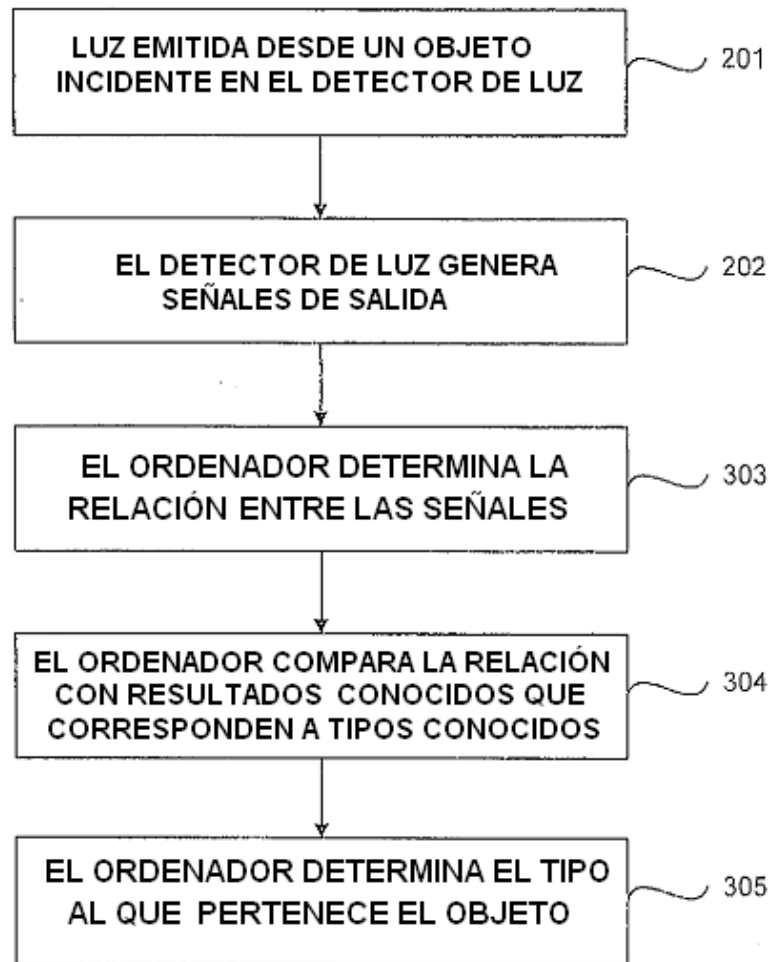 LUZ EMITIDA DESDE UN OBJETO
INCIDENTE EN EL DETECTOR DE LUZ
201
EL DETECTOR DE LUZ GENERA
SEÑALES DE SALIDA
202
EL ORDENADOR DETERMINA LA
RELACIÓN ENTRE LAS SEÑALES
303
EL ORDENADOR COMPARA LA RELACIÓN
CON RESULTADOS CONOCIDOS QUE
CORRESPONDEN A TIPOS CONOCIDOS
304
EL ORDENADOR DETERMINA EL TIPO
AL QUE PERTENECE EL OBJETO
305